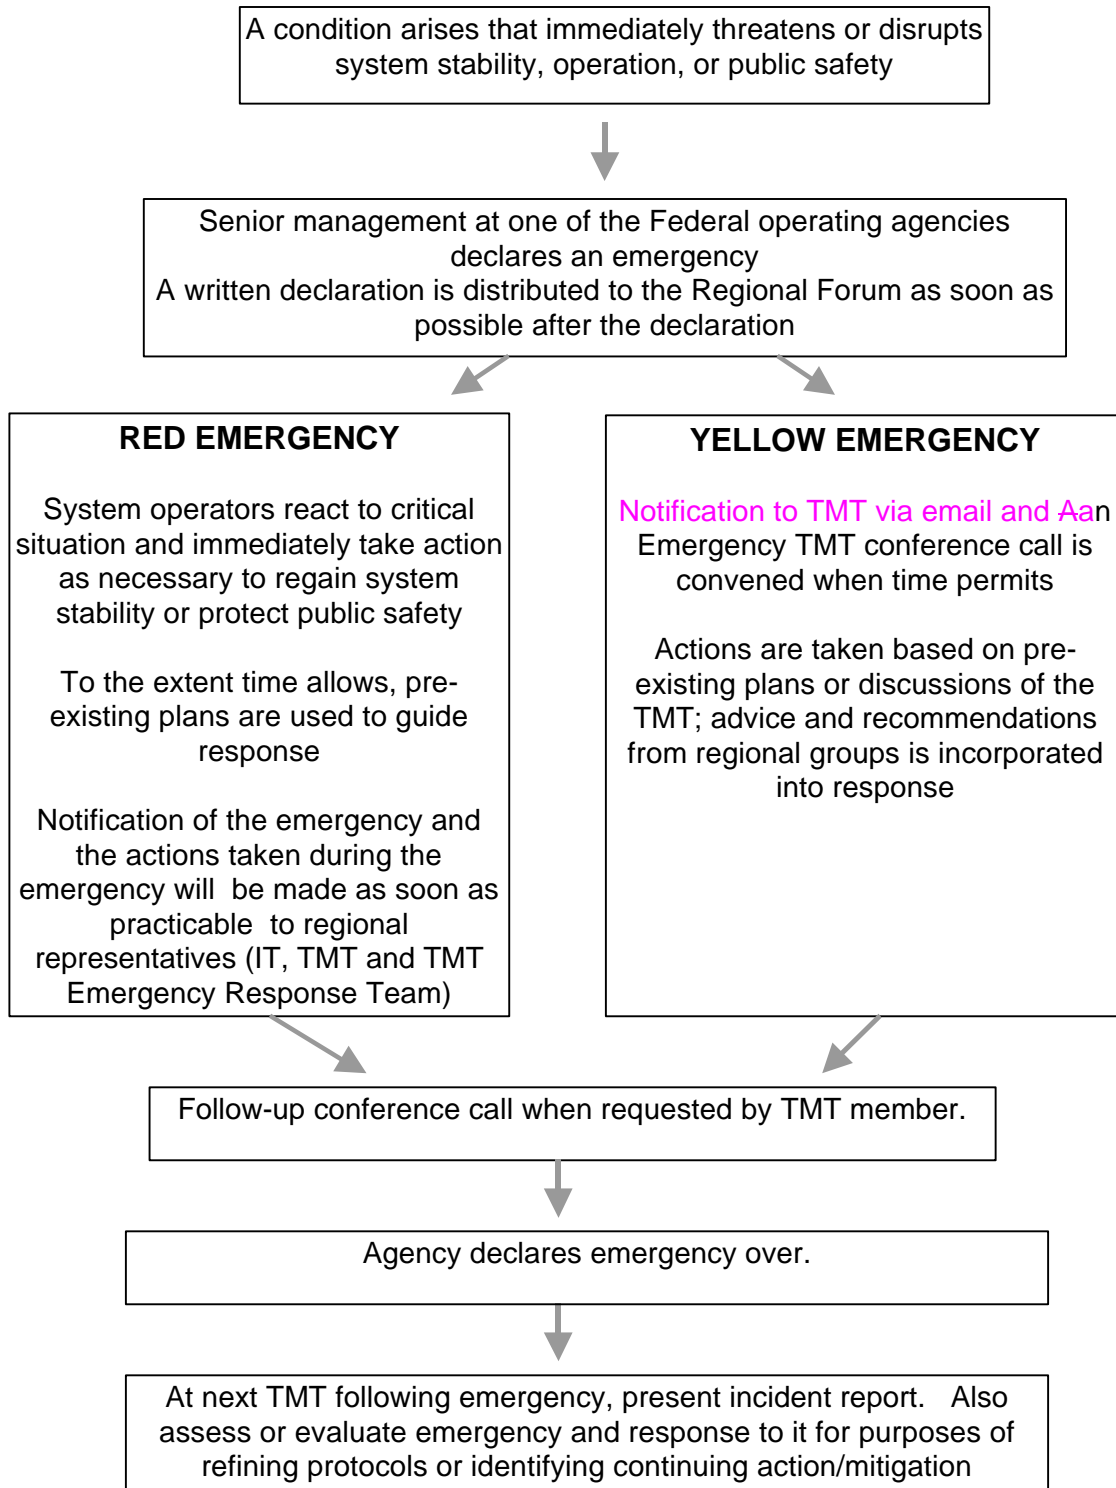 A condition arises that immediately threatens or disrupts
system stability, operation, or public safety
Senior management at one of the Federal operating agencies
declares an emergency
A written declaration is distributed to the Regional Forum as soon as
possible after the declaration
RED EMERGENCY
System operators react to critical
situation and immediately take action
as necessary to regain system
stability or protect public safety
To the extent time allows, pre-
existing plans are used to guide
response
Notification of the emergency and
the actions taken during the
emergency will  be made as soon as
practicable  to regional
representatives (IT, TMT and TMT
Emergency Response Team)
YELLOW EMERGENCY
Notification to TMT via email and Aan
Emergency TMT conference call is
convened when time permits
Actions are taken based on pre-
existing plans or discussions of the
TMT; advice and recommendations
from regional groups is incorporated
into response
Follow-up conference call when requested by TMT member.
Agency declares emergency over.
At next TMT following emergency, present incident report.   Also
assess or evaluate emergency and response to it for purposes of
refining protocols or identifying continuing action/mitigation